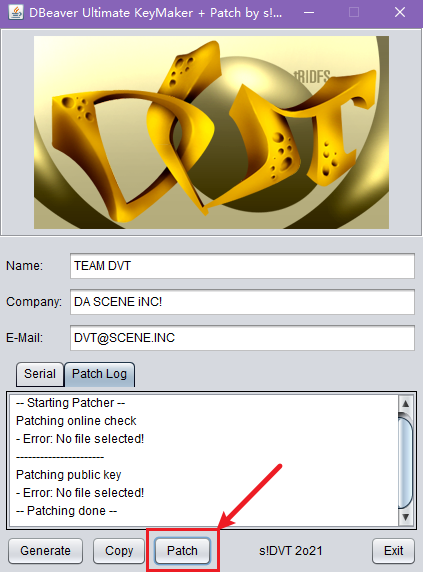 DBeaver Ultimate KeyMaker + Patch by s!...
tRIDFS
DVT
Name:
TEAM DVT
Company:
DA SCENE iNC!
E-Mail:
DVT@SCENE.INC
Serial
Patch Log
-- Starting Patcher --
Patching online check
- Error: No file selected!
----------------------
Patching public key
- Error: No file selected!
-- Patching done --
Generate
Copy
Patch
s!DVT 2o21
Exit